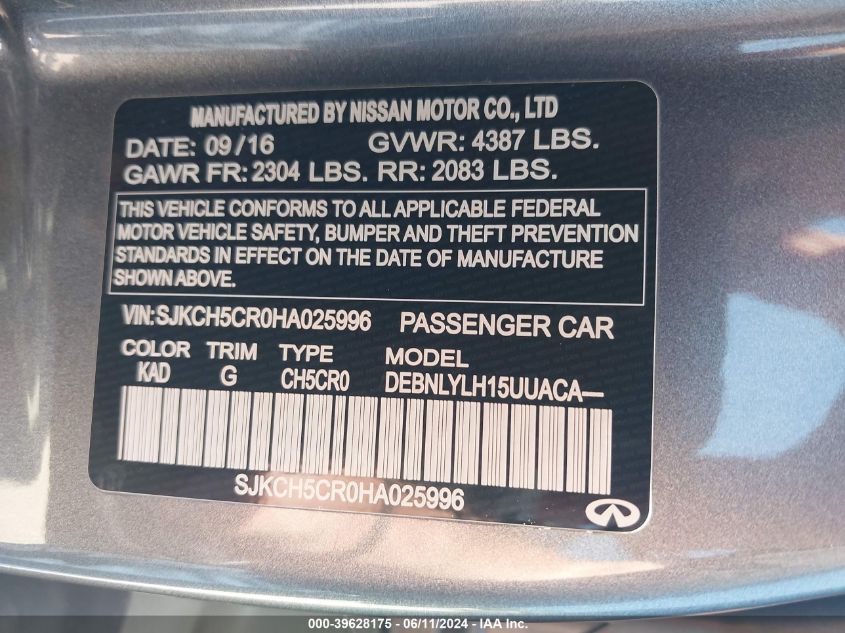 MANUFACTURED BY NISSAN MOTOR CO., LTD
DATE: 09/16 GVWR: 4387 LBS.
GAWR FR: 2304 LBS. RR: 2083 LBS.
THIS VEHICLE CONFORMS TO ALL APPLICABLE FEDERAL
MOTOR VEHICLE SAFETY, BUMPER AND THEFT PREVENTION
STANDARDS IN EFFECT ON THE DATE OF MANUFACTURE
SHOWN ABOVE.
VIN: SJKCH5CR0HA025996 PASSENGER CAR
COLOR TRIM TYPE MODEL
KAD G CH5CR0 DEBNLYLH15UUACA—
SJKCH5CR0HA025996
000-39628175 - 06/11/2024 - IAA Inc.